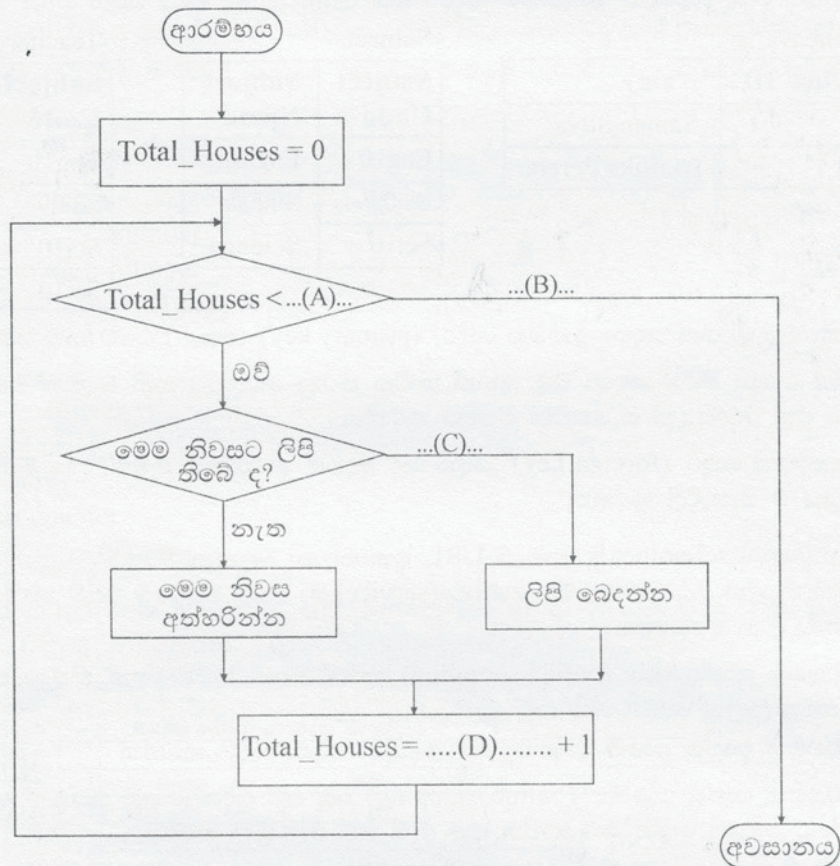 ආරම්භය
Total_Houses = 0
Total_Houses < ...(A)...
...(B)...
ඔව්
මෙම නිවසට ලිපි
තිබේ ද?
...(C)...
නැත
මෙම නිවස
අත්හරින්න
ලිපි බෙදන්න
Total_Houses = .....(D)........ + 1
අවසානය